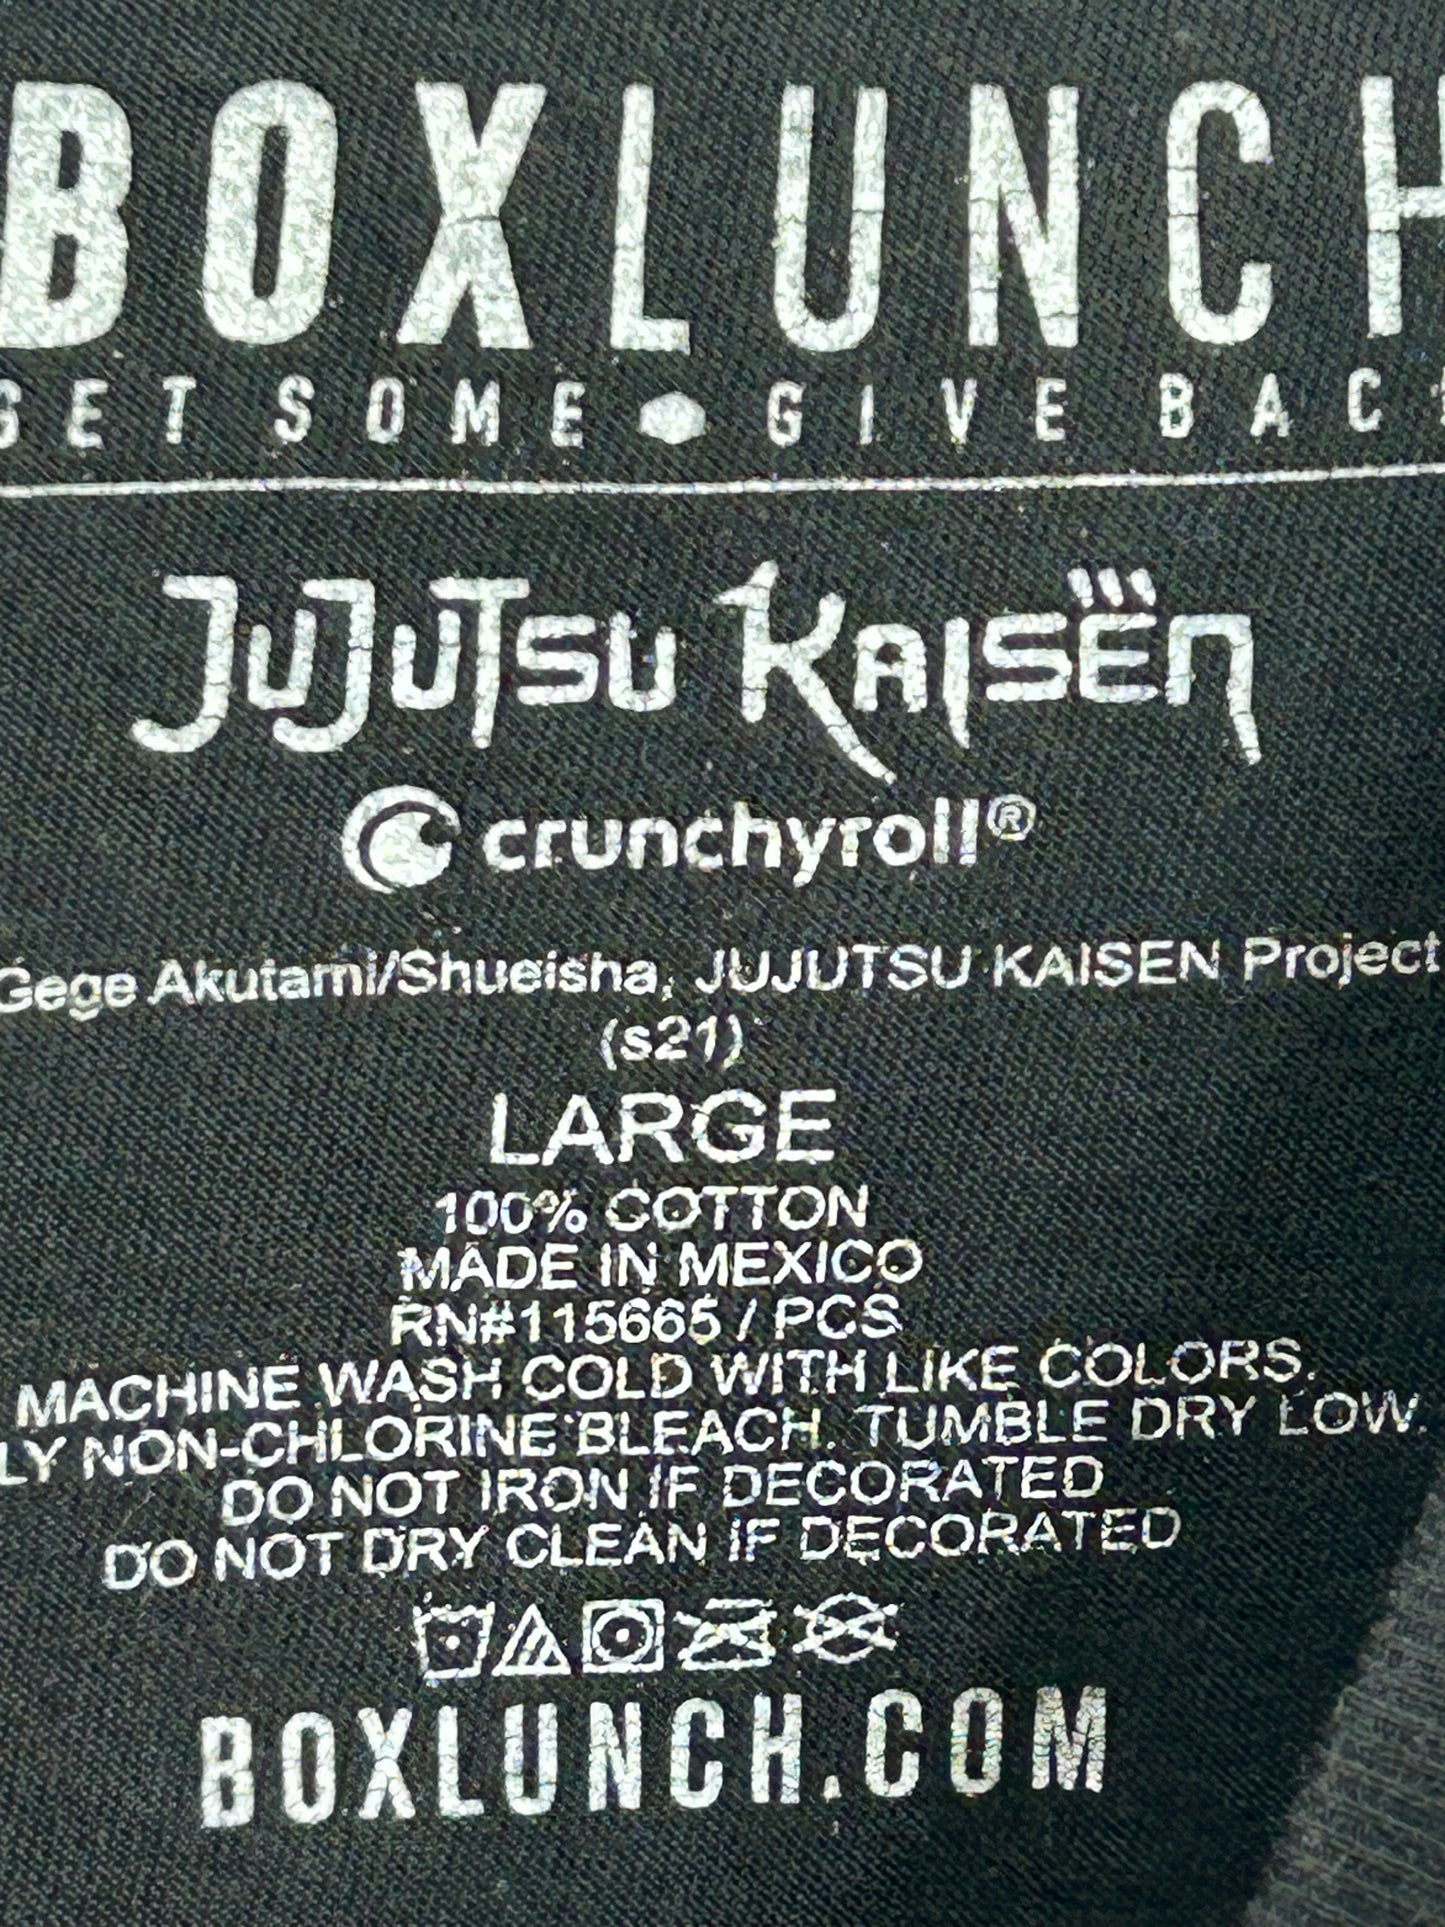 BOXLUNCH
GET SOME ● GIVE BACK
JUJUTSU KAISEN
crunchyroll®
Gege Akutami/Shueisha, JUJUTSU KAISEN Project
(s21)
LARGE
100% COTTON
MADE IN MEXICO
RN#115665 / PCS
MACHINE WASH COLD WITH LIKE COLORS.
LY NON-CHLORINE BLEACH. TUMBLE DRY LOW.
DO NOT IRON IF DECORATED
DO NOT DRY CLEAN IF DECORATED
BOXLUNCH.COM